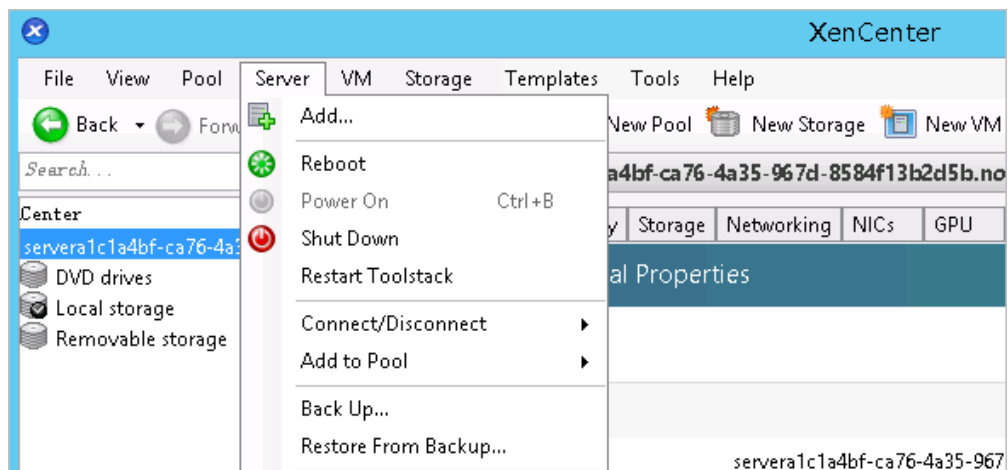 XenCenter
File View Pool Server VM Storage Templates Tools Help
Back Forw Add... New Pool New Storage New VM
Search...
Reboot
a4bf-ca76-4a35-967d-8584f13b2d5b.no
Power On Ctrl+B
Center
Storage Networking NICs GPU
servera1c1a4bf-ca76-4a3
Shut Down
DVD drives
Restart Toolstack
al Properties
Local storage
Connect/Disconnect
Removable storage
Add to Pool
Back Up...
Restore From Backup...
servera1c1a4bf-ca76-4a35-967